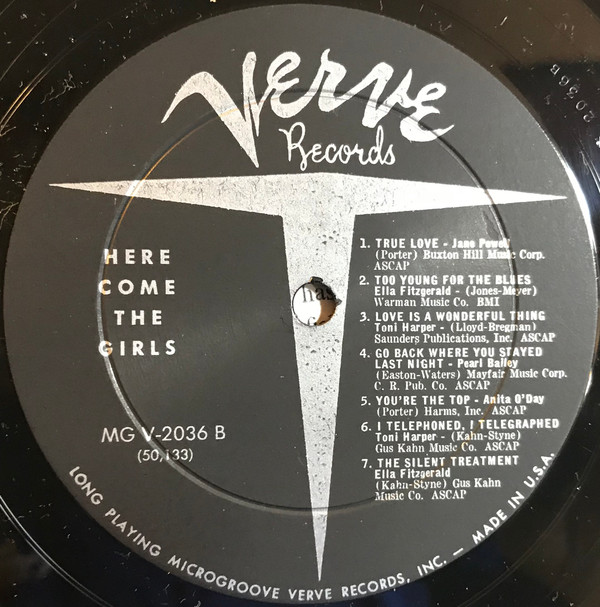 Verve
Records
HERE
COME
THE
GIRLS
MG V-2036 B
(50,133)
1. TRUE LOVE - Jane Powell
(Porter) Buxton Hill Music Corp.
ASCAP
2. TOO YOUNG FOR THE BLUES
Ella Fitzgerald - (Jones-Meyer)
Warman Music Co. BMI
3. LOVE IS A WONDERFUL THING
Toni Harper - (Lloyd-Bregman)
Saunders Publications, Inc. ASCAP
4. GO BACK WHERE YOU STAYED
LAST NIGHT - Pearl Bailey
(Easton-Waters) Mayfair Music Corp.
C. R. Pub. Co. ASCAP
5. YOU'RE THE TOP - Anita O'Day
(Porter) Harms, Inc. ASCAP
6. I TELEPHONED, I TELEGRAPHED
Toni Harper - (Kahn-Styne)
Gus Kahn Music Co. ASCAP
7. THE SILENT TREATMENT
Ella Fitzgerald
(Kahn-Styne) Gus Kahn
Music Co. ASCAP
LONG PLAYING MICROGROOVE VERVE RECORDS, INC. — MADE IN U.S.A.
has